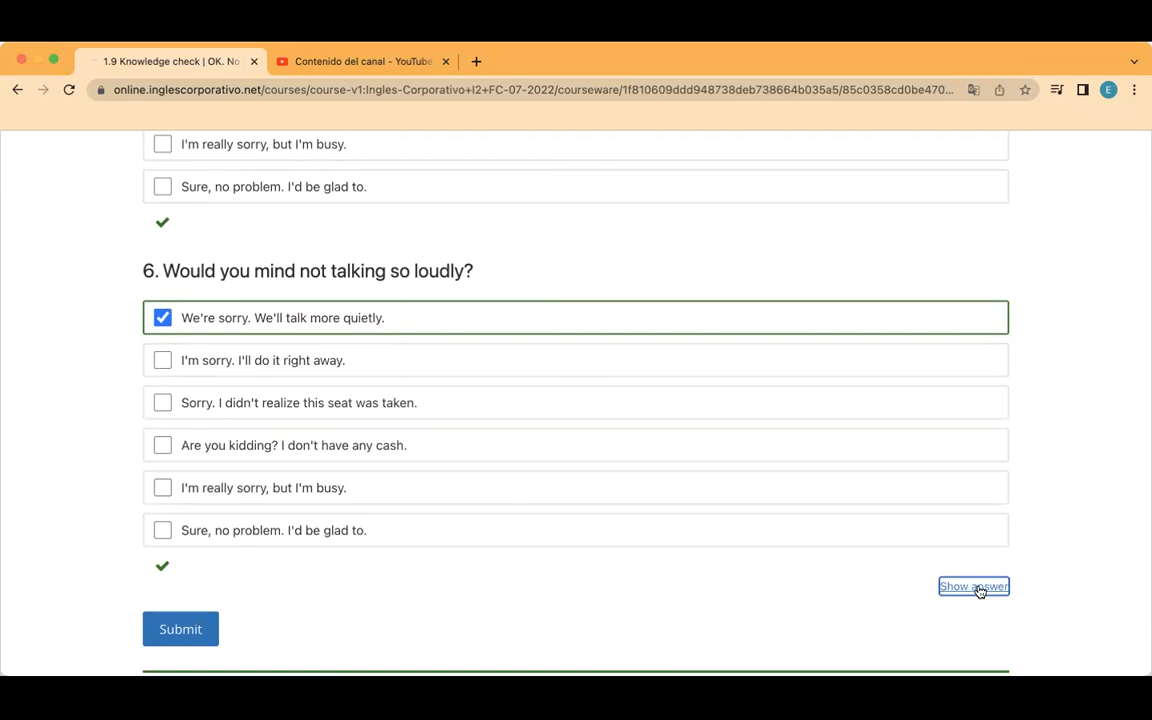 1.9 Knowledge check | OK. No
Contenido del canal - YouTube
online.inglescorporativo.net/courses/course-v1:Ingles-Corporativo+I2+FC-07-2022/courseware/1f810609ddd948738deb738664b035a5/85c0358cd0be470...
E
I'm really sorry, but I'm busy.
Sure, no problem. I'd be glad to.
6. Would you mind not talking so loudly?
We're sorry. We'll talk more quietly.
I'm sorry. I'll do it right away.
Sorry. I didn't realize this seat was taken.
Are you kidding? I don't have any cash.
I'm really sorry, but I'm busy.
Sure, no problem. I'd be glad to.
Show answer
Submit